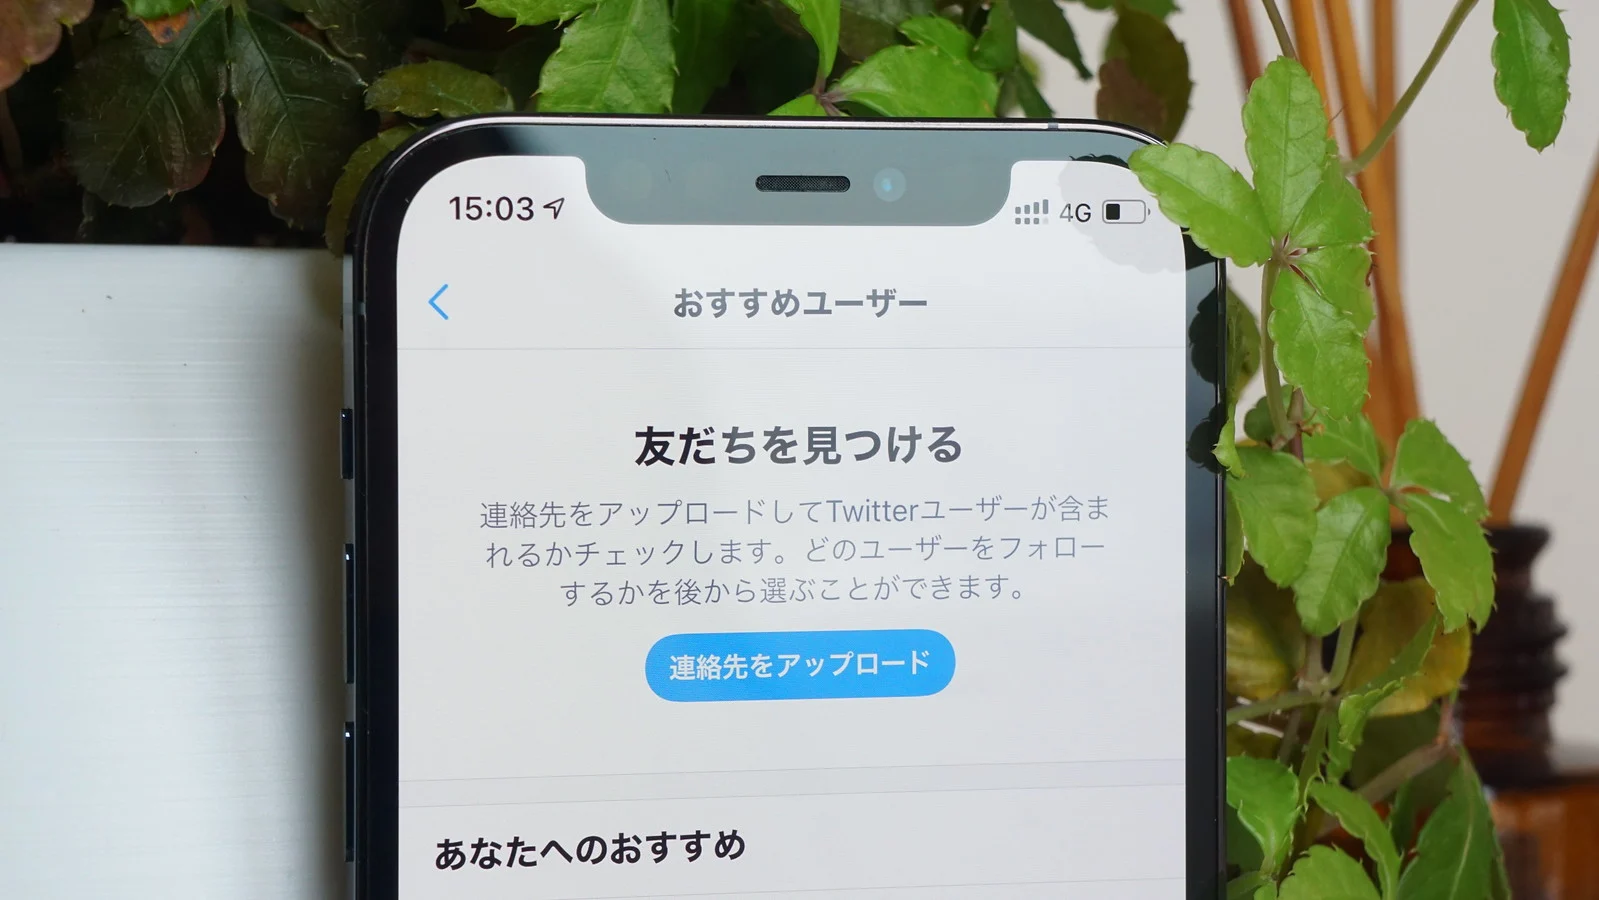 15:03
4G
おすすめユーザー
友だちを見つける
連絡先をアップロードしてTwitterユーザーが含ま
れるかチェックします。どのユーザーをフォロー
するかを後から選ぶことができます。
連絡先をアップロード
あなたへのおすすめ